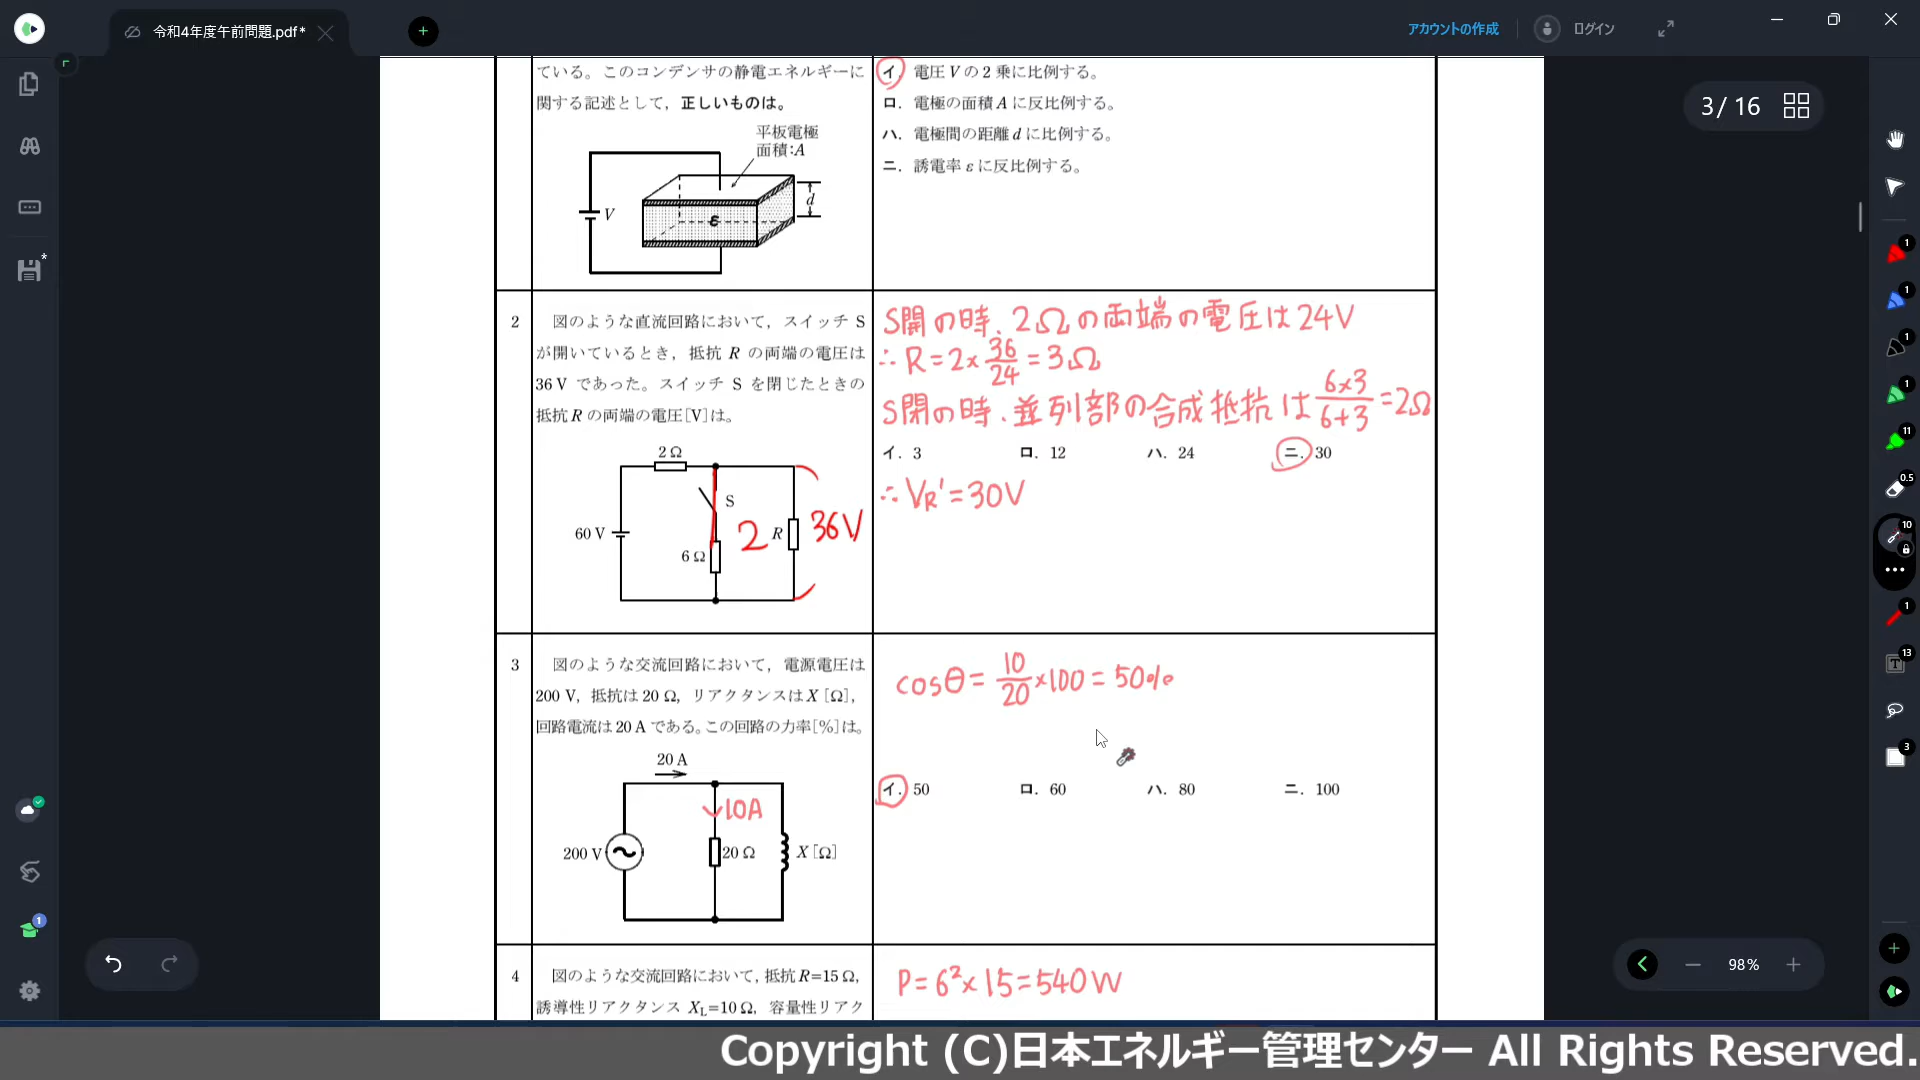 令和4年度午前問題.pdf*
アカウントの作成
ログイン
3/ 16
ている。このコンデンサの静電エネルギーに
関する記述として，正しいものは。
平板電極
面積:A
V
ε
d
イ．電圧 V の 2 乗に比例する。
ロ．電極の面積 A に反比例する。
ハ．電極間の距離 d に比例する。
ニ．誘電率 ε に反比例する。
2
図のような直流回路において，スイッチ S
が開いているとき，抵抗 R の両端の電圧は
36 V であった。スイッチ S を閉じたときの
抵抗 R の両端の電圧[V]は。
2 Ω
S
60 V
2
R
36V
6 Ω
S開の時、2Ωの両端の電圧は24V
∴ R = 2× 36/24 = 3Ω
S閉の時、並列部の合成抵抗は 6×3/6+3 = 2Ω
イ．3 ロ．12 ハ．24 ニ．30
∴ VR' = 30V
3
図のような交流回路において，電源電圧は
200 V，抵抗は 20 Ω，リアクタンスは X [Ω]，
回路電流は 20 A である。この回路の力率[%]は。
20 A
10A
200 V
20 Ω
X [Ω]
cosθ = 10/20 ×100 = 50%
イ．50 ロ．60 ハ．80 ニ．100
4
図のような交流回路において，抵抗 R=15 Ω，
誘導性リアクタンス XL=10 Ω，容量性リアク
P = 6²×15 = 540W
1
1
1
1
11
0.5
10
1
13
3
1
98%
Copyright (C)日本エネルギー管理センター All Rights Reserved.